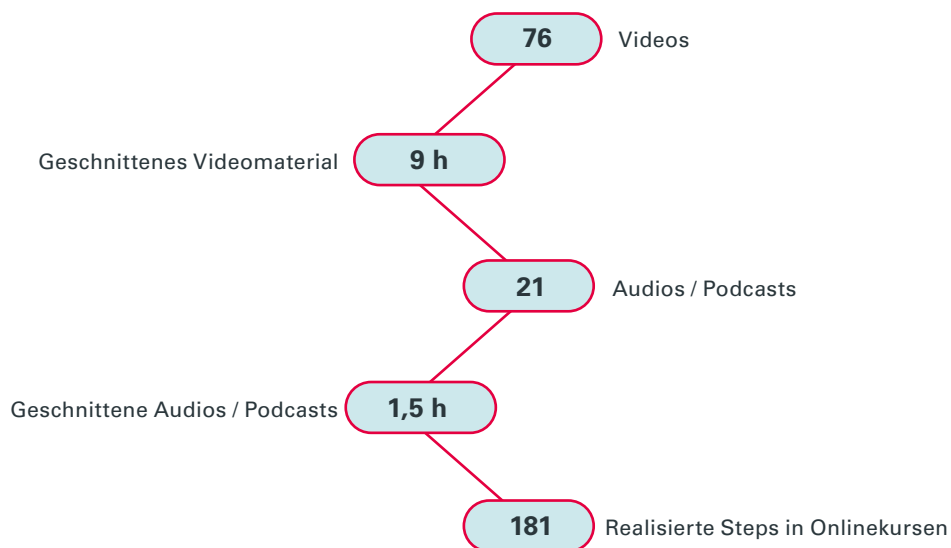 76 Videos
Geschnittenes Videomaterial 9 h
21 Audios / Podcasts
Geschnittene Audios / Podcasts 1,5 h
181 Realisierte Steps in Onlinekursen